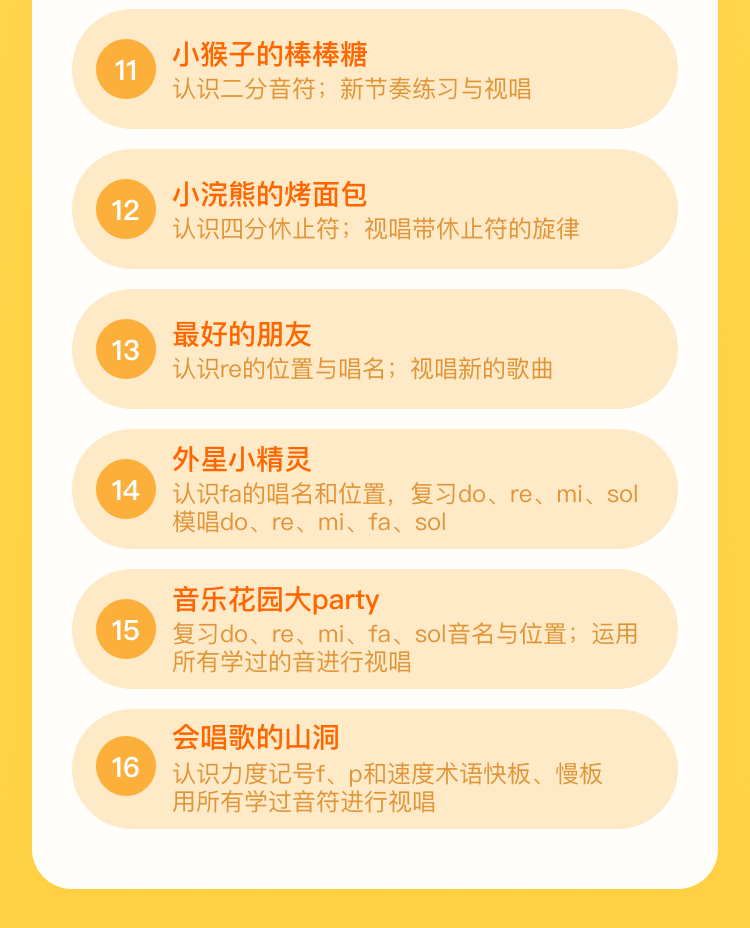 11
小猴子的棒棒糖
认识二分音符；新节奏练习与视唱
12
小浣熊的烤面包
认识四分休止符；视唱带休止符的旋律
13
最好的朋友
认识re的位置与唱名；视唱新的歌曲
14
外星小精灵
认识fa的唱名和位置，复习do、re、mi、sol
模唱do、re、mi、fa、sol
15
音乐花园大party
复习do、re、mi、fa、sol音名与位置；运用
所有学过的音进行视唱
16
会唱歌的山洞
认识力度记号f、p和速度术语快板、慢板
用所有学过音符进行视唱